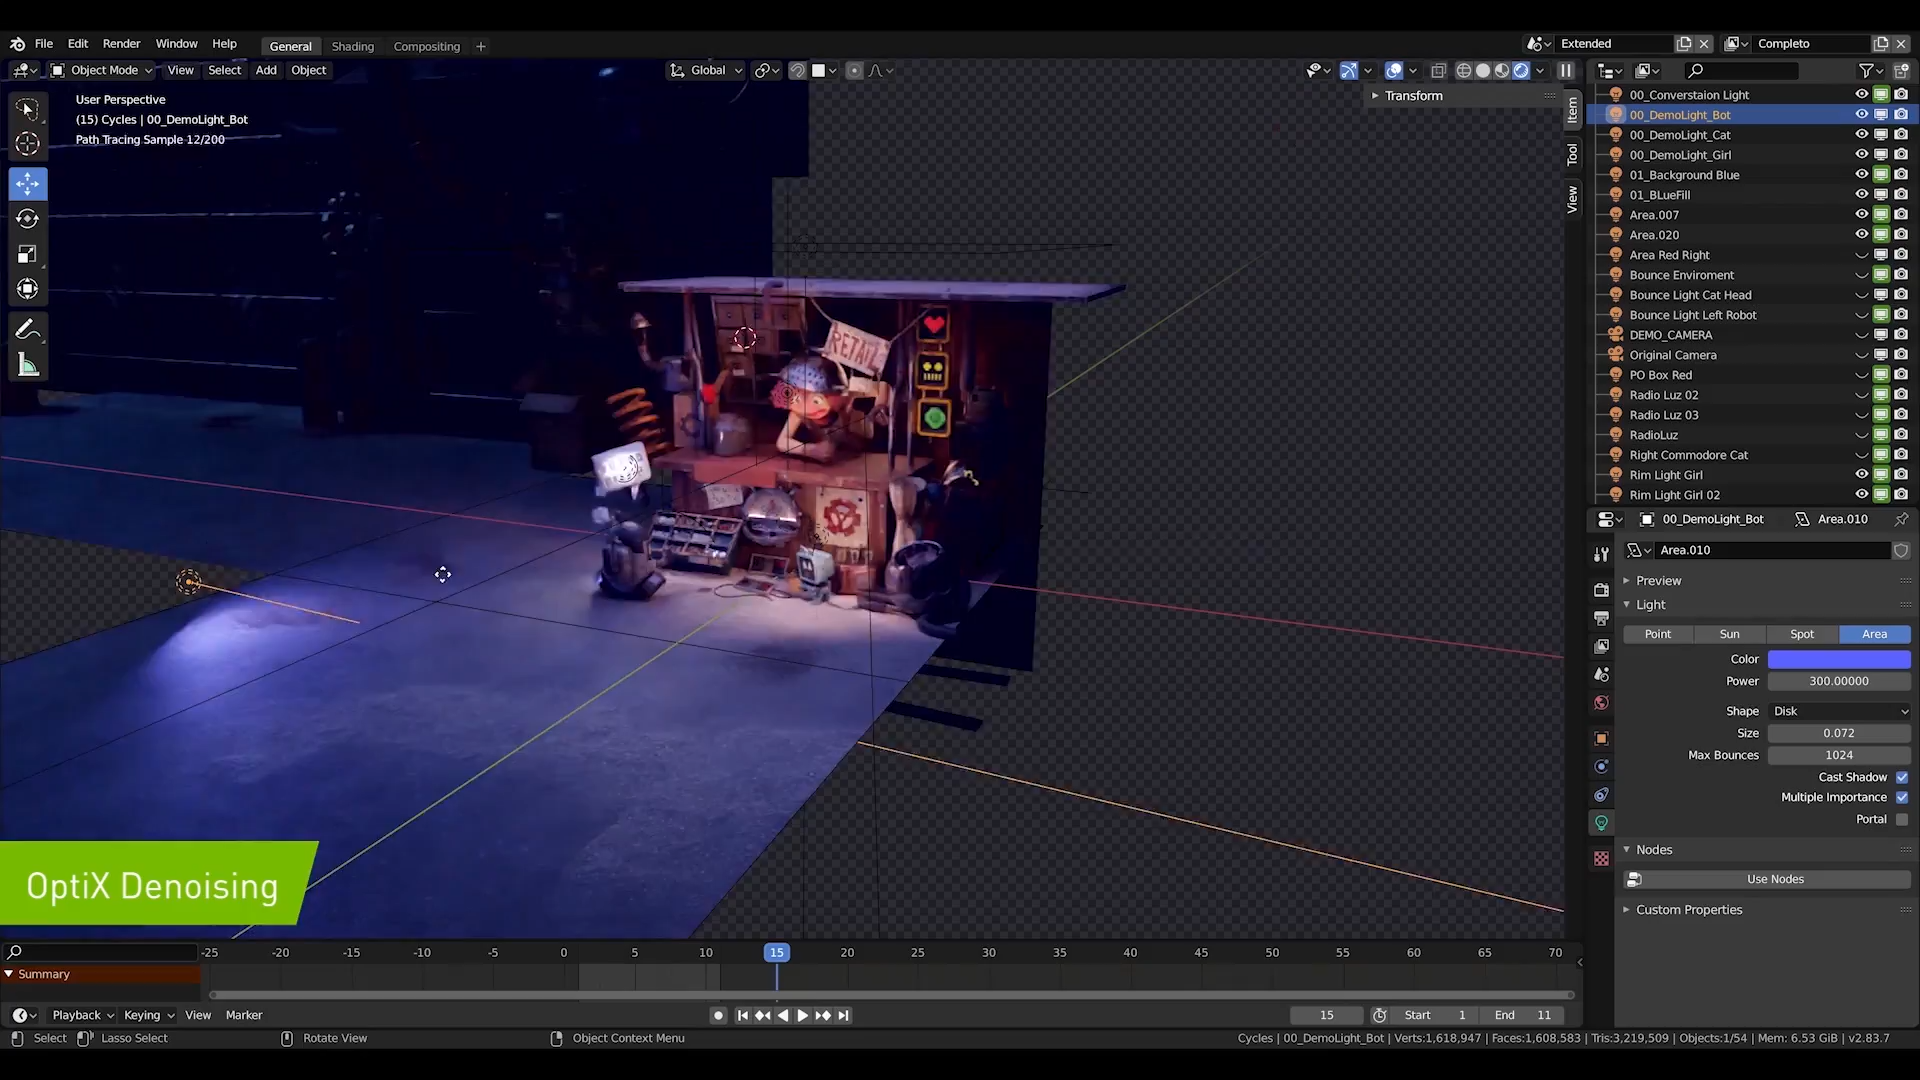 File Edit Render Window Help General Shading Compositing + Extended Completo
Object Mode View Select Add Object Global
User Perspective
(15) Cycles | 00_DemoLight_Bot
Path Tracing Sample 12/200
Transform
Item
Tool
View
RETAIL
00_Converstaion Light
00_DemoLight_Bot
00_DemoLight_Cat
00_DemoLight_Girl
01_Background Blue
01_BLueFill
Area.007
Area.020
Area Red Right
Bounce Enviroment
Bounce Light Cat Head
Bounce Light Left Robot
DEMO_CAMERA
Original Camera
PO Box Red
Radio Luz 02
Radio Luz 03
RadioLuz
Right Commodore Cat
Rim Light Girl
Rim Light Girl 02
00_DemoLight_Bot Area.010
Area.010
Preview
Light
Point Sun Spot Area
Color
Power 300.00000
Shape Disk
Size 0.072
Max Bounces 1024
Cast Shadow
Multiple Importance
Portal
Nodes
Use Nodes
Custom Properties
OptiX Denoising
-25 -20 -15 -10 -5 0 5 10 15 20 25 30 35 40 45 50 55 60 65 70
Summary
Playback Keying View Marker 15 Start 1 End 11
Select Lasso Select Rotate View Object Context Menu Cycles | 00_DemoLight_Bot | Verts:1,618,947 | Faces:1,608,583 | Tris:3,219,509 | Objects:1/54 | Mem: 6.53 GiB | v2.83.7